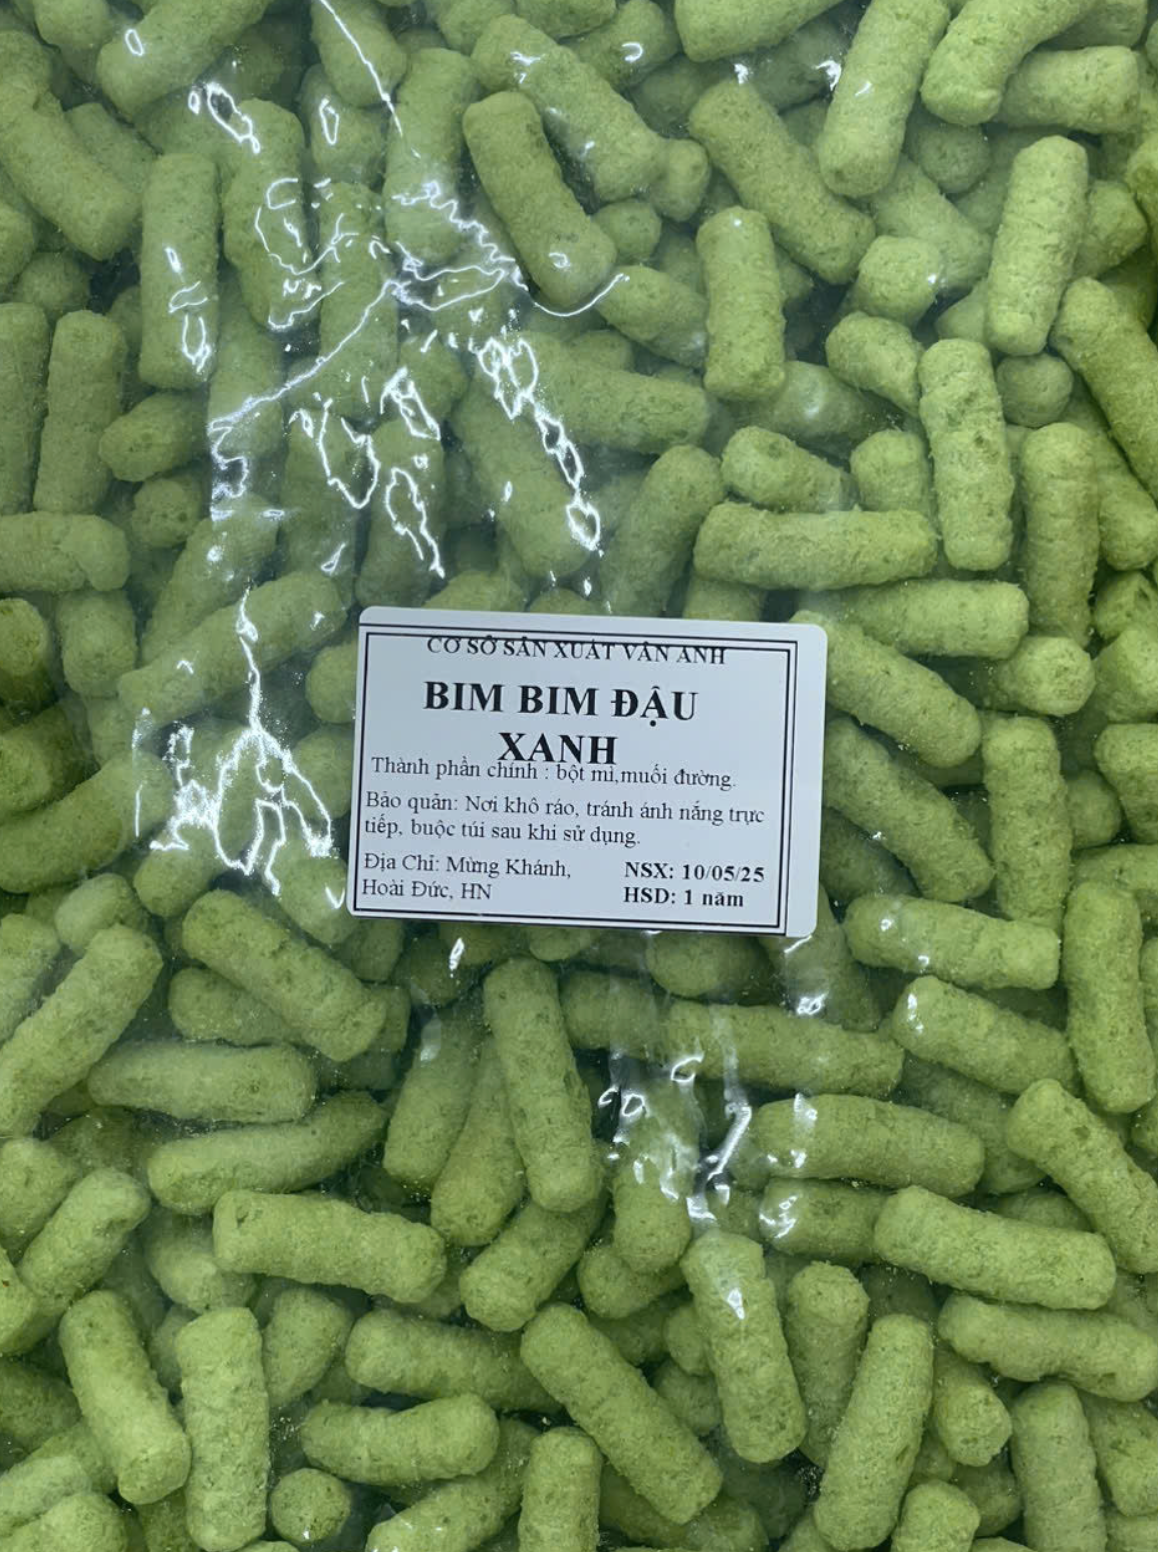 CƠ SỞ SẢN XUẤT VÂN ANH
BIM BIM ĐẬU
XANH
Thành phần chính : bột mì,muối đường.
Bảo quản: Nơi khô ráo, tránh ánh nắng trực
tiếp, buộc túi sau khi sử dụng.
Địa Chỉ: Mừng Khánh, NSX: 10/05/25
Hoài Đức, HN HSD: 1 năm